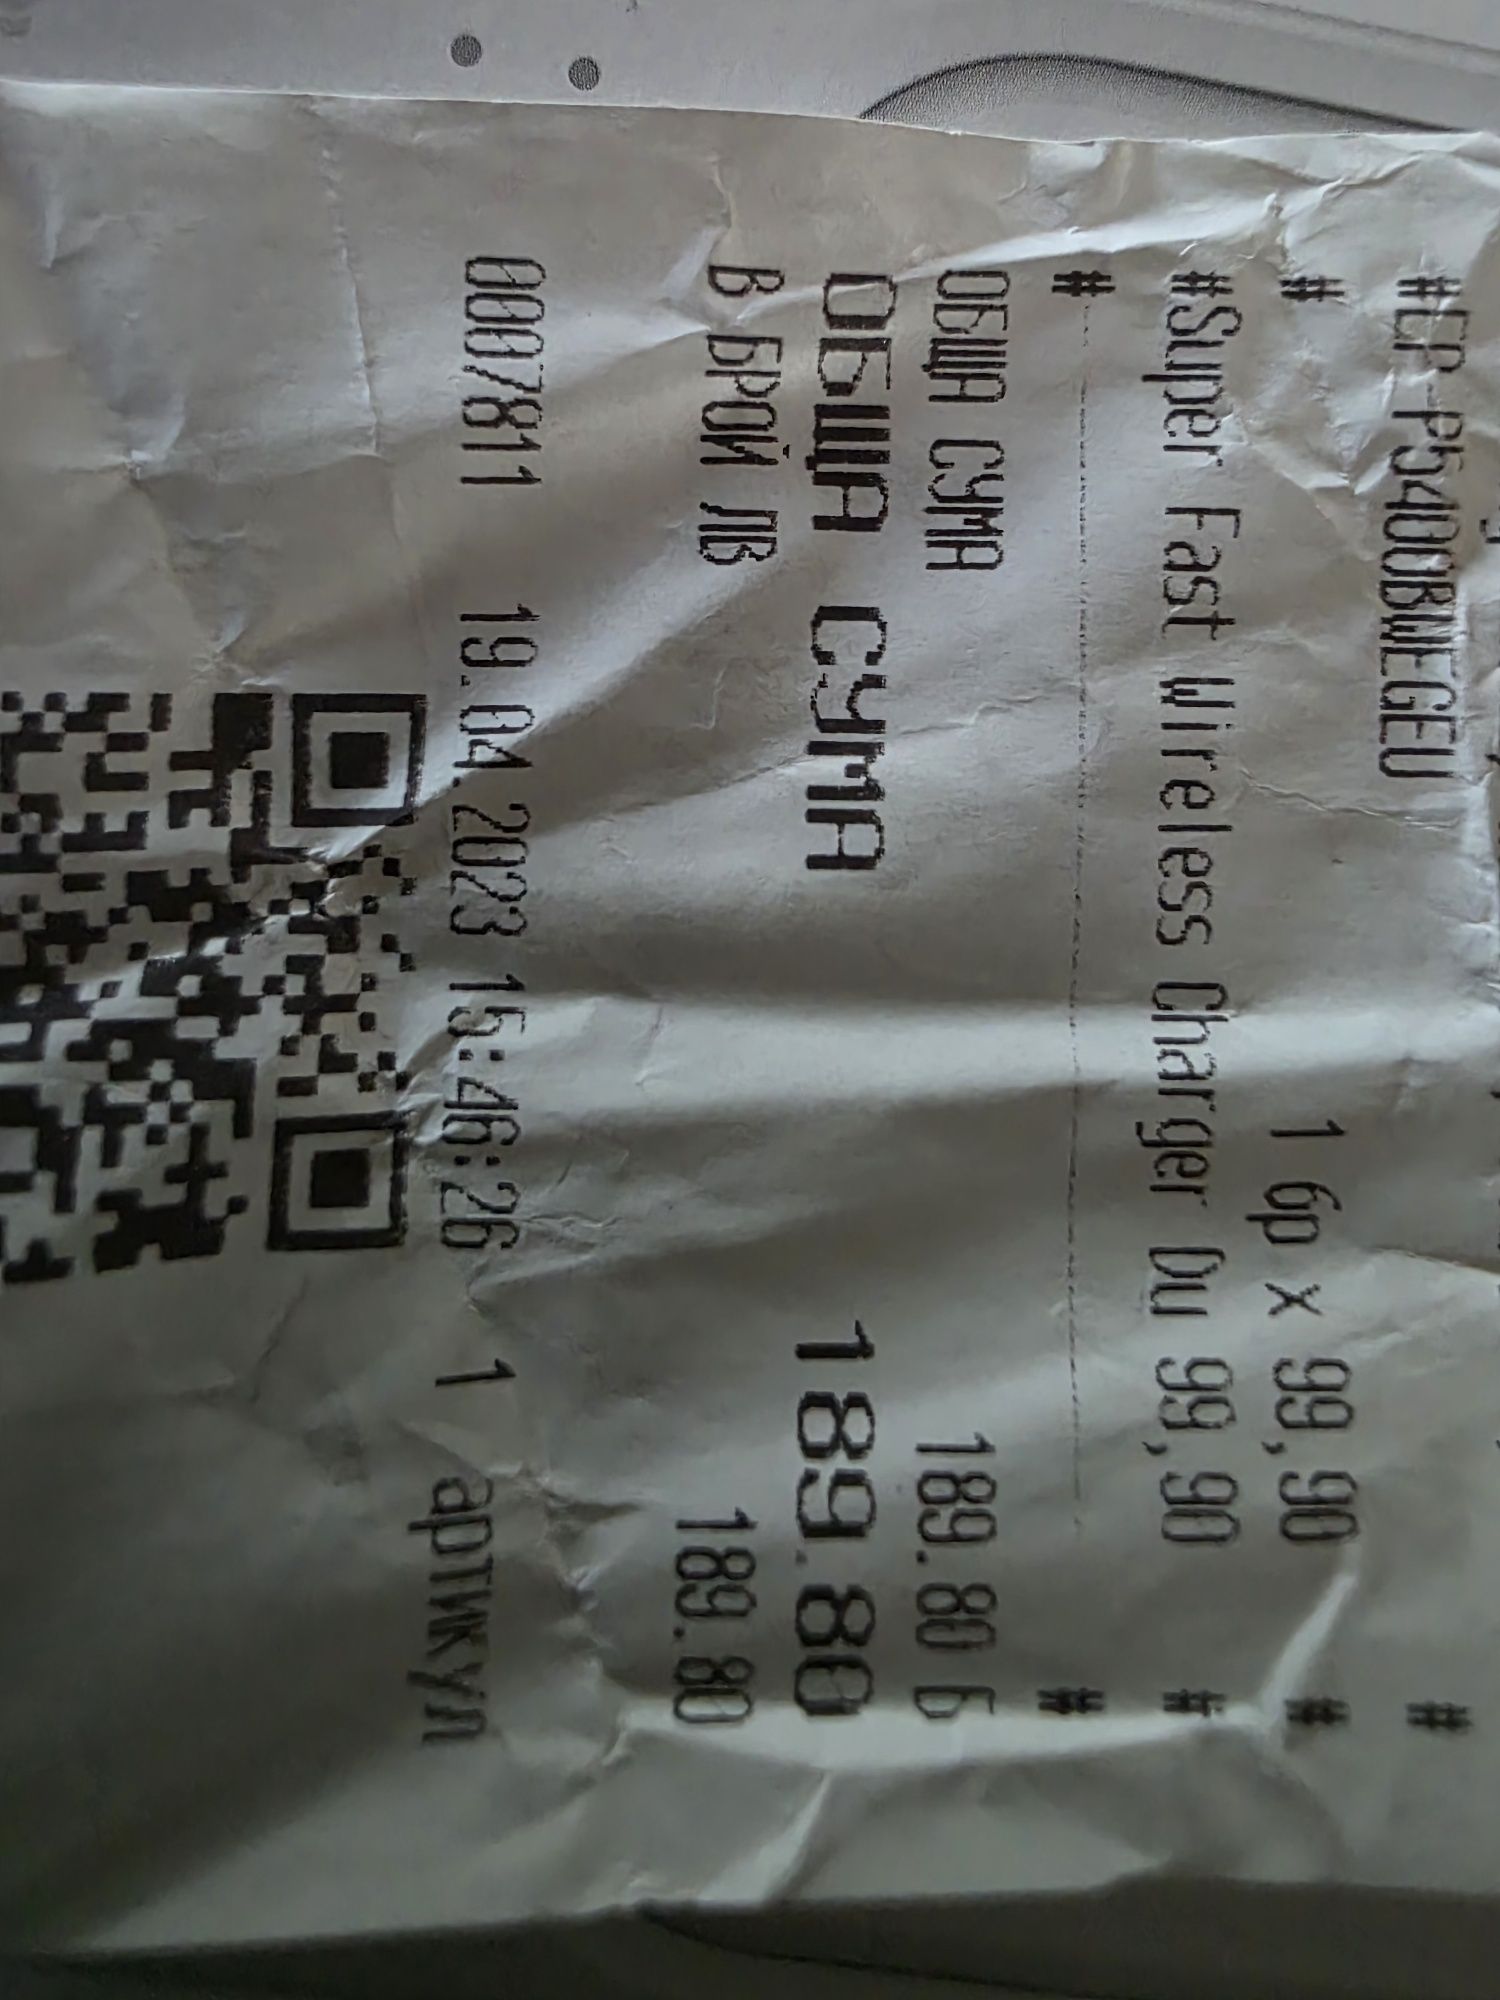 #EP-P5400BWEGEU #
# 1 бр x 99,90 #
#Super Fast Wireless Charger Du 99,90 #
# #
ОБЩА СУМА 189.80 Б
ОБЩА СУМА 189.80
В БРОЙ ЛВ 189.80
0007811 19.04.2023 15:46:26 1 артикул